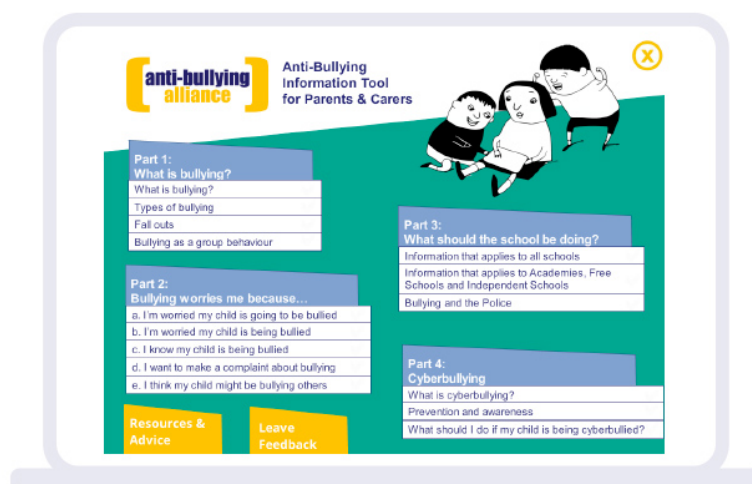 anti-bullying
alliance
Anti-Bullying
Information Tool
for Parents & Carers
X
Part 1:
What is bullying?
What is bullying?
Types of bullying
Fall outs
Bullying as a group behaviour
Part 2:
Bullying worries me because...
a. I'm worried my child is going to be bullied
b. I'm worried my child is being bullied
c. I know my child is being bullied
d. I want to make a complaint about bullying
e. I think my child might be bullying others
Part 3:
What should the school be doing?
Information that applies to all schools
Information that applies to Academies, Free
Schools and Independent Schools
Bullying and the Police
Part 4:
Cyberbullying
What is cyberbullying?
Prevention and awareness
What should I do if my child is being cyberbullied?
Resources &
Advice
Leave
Feedback